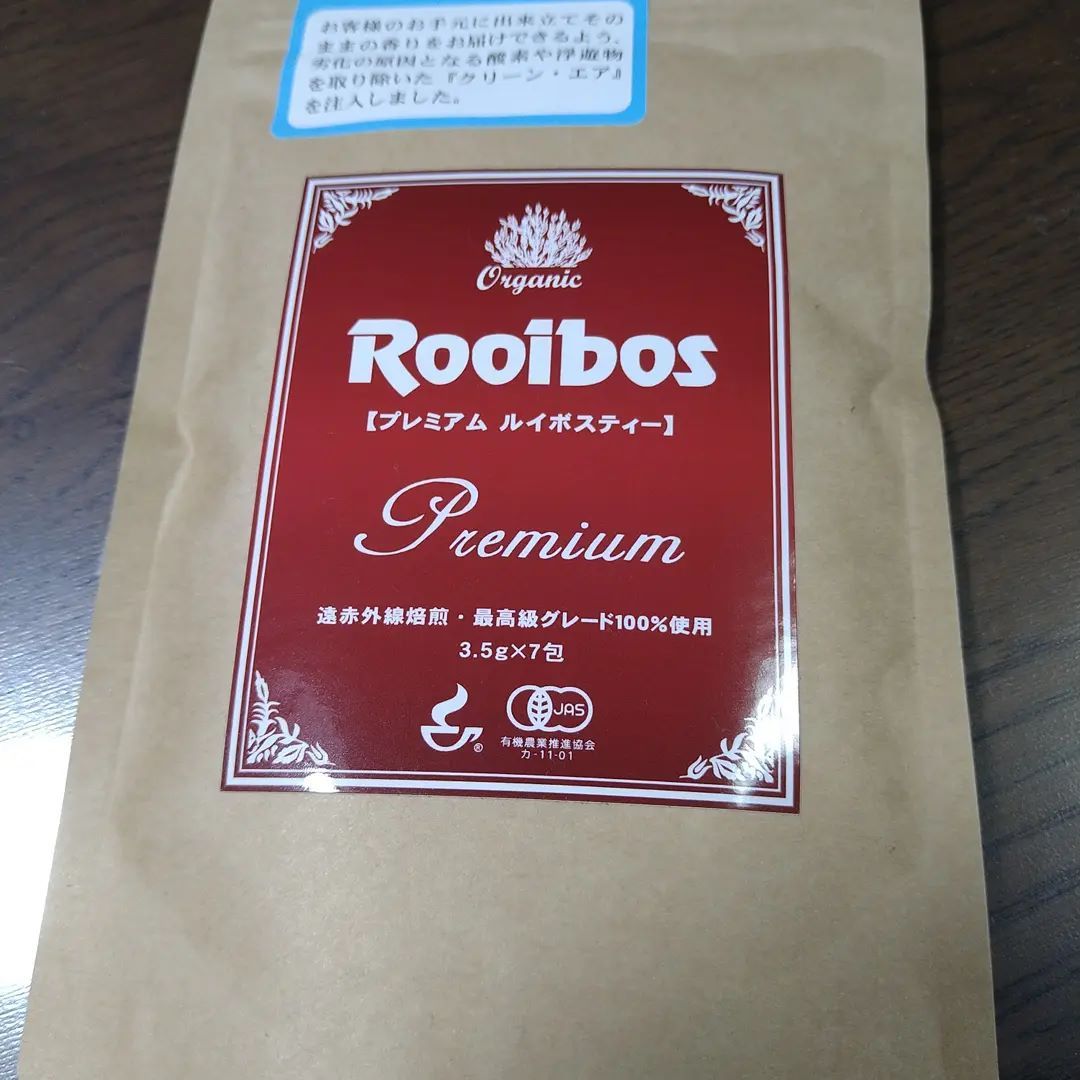 お客様のお手元に出来立てその
ままの香りをお届けできるよう、
劣化の原因となる酸素や浮遊物
を取り除いた『クリーン・エア』
を注入しました。
Organic
Rooibos
【プレミアム ルイボスティー】
Premium
遠赤外線焙煎・最高級グレード100%使用
3.5g×7包
®
JAS
有機農業推進協会
カ-11-01